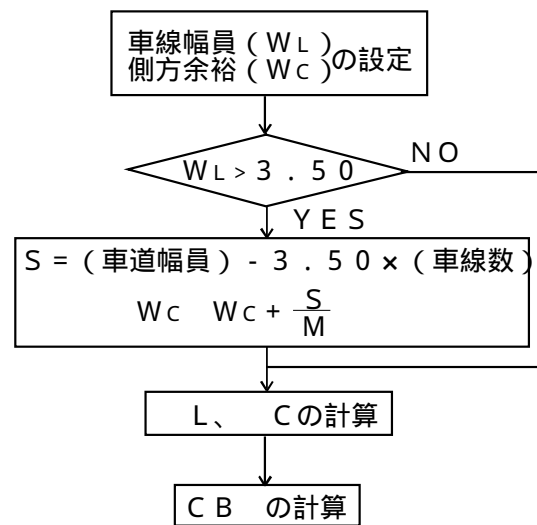 車線幅員（ＷL）
側方余裕（ＷC）の設定
ＷL>３．５０
ＮＯ
ＹＥＳ
Ｓ=（車道幅員）-３．５０×（車線数）
ＷC　ＷC+ S/M
Ｌ、　Ｃの計算
ＣＢ　の計算